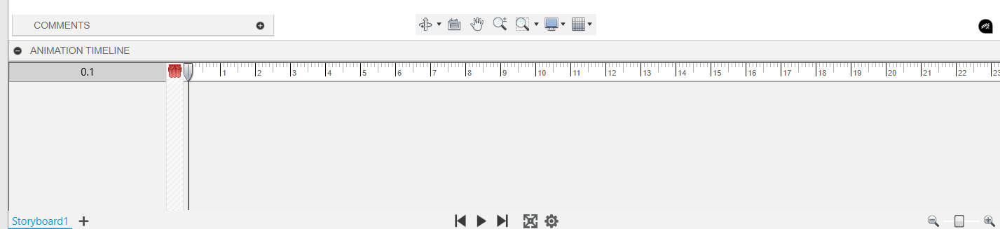 COMMENTS
ANIMATION TIMELINE
0.1
1 2 3 4 5 6 7 8 9 10 11 12 13 14 15 16 17 18 19 20 21 22 23
Storyboard1